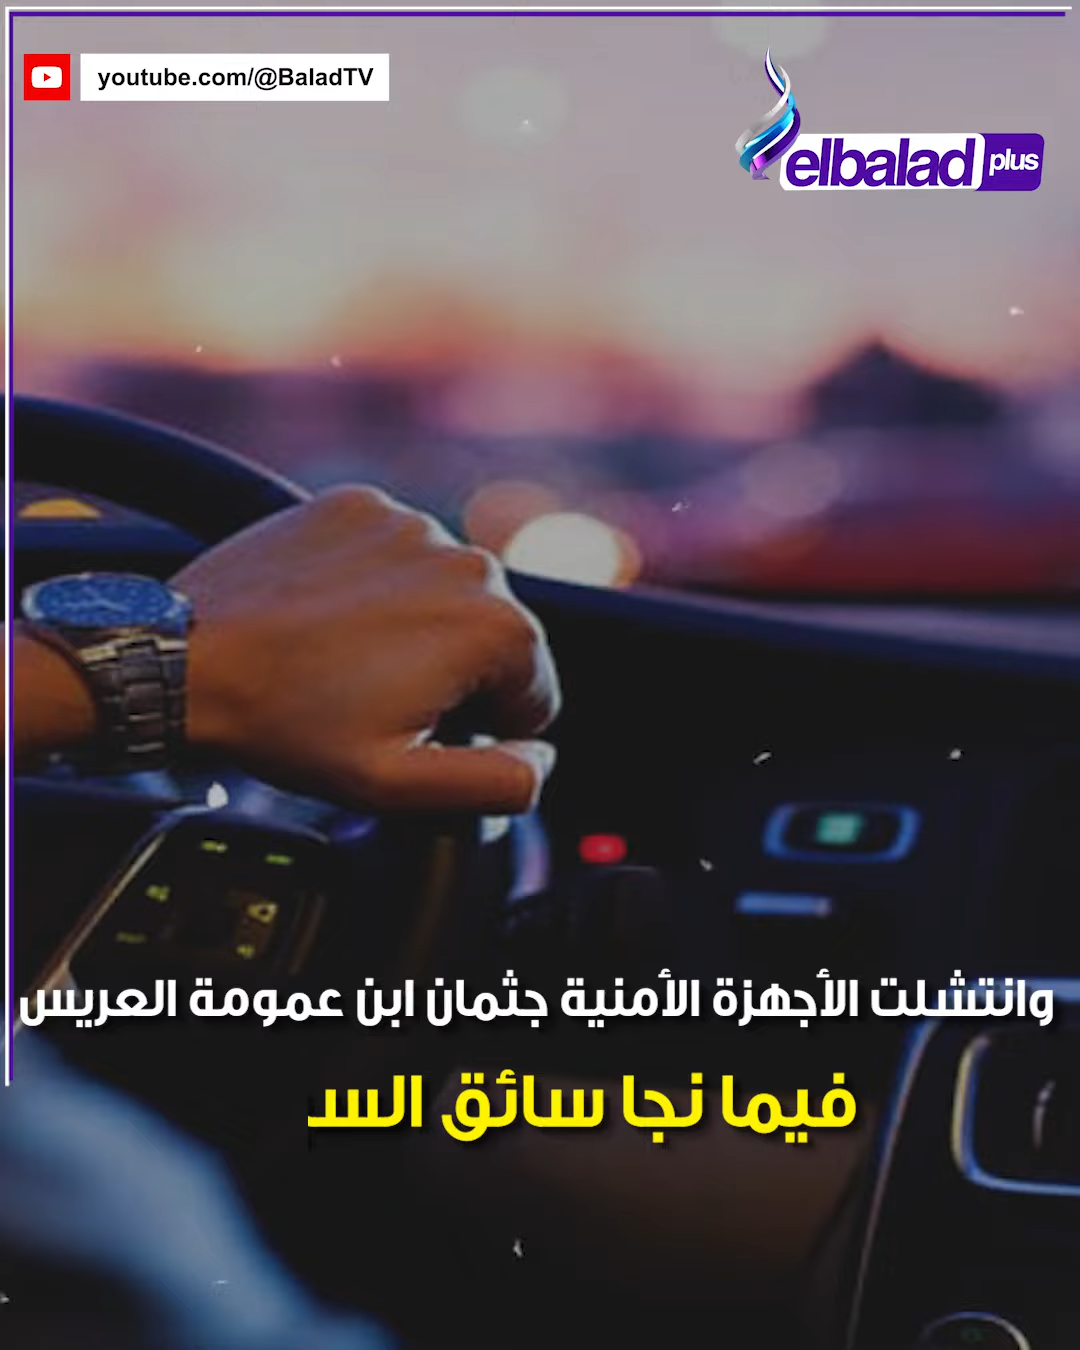 youtube.com/@BaladTV
elbalad plus
وانتشلت الأجهزة الأمنية جثمان ابن عمومة العريس
فيما نجا سائق الس